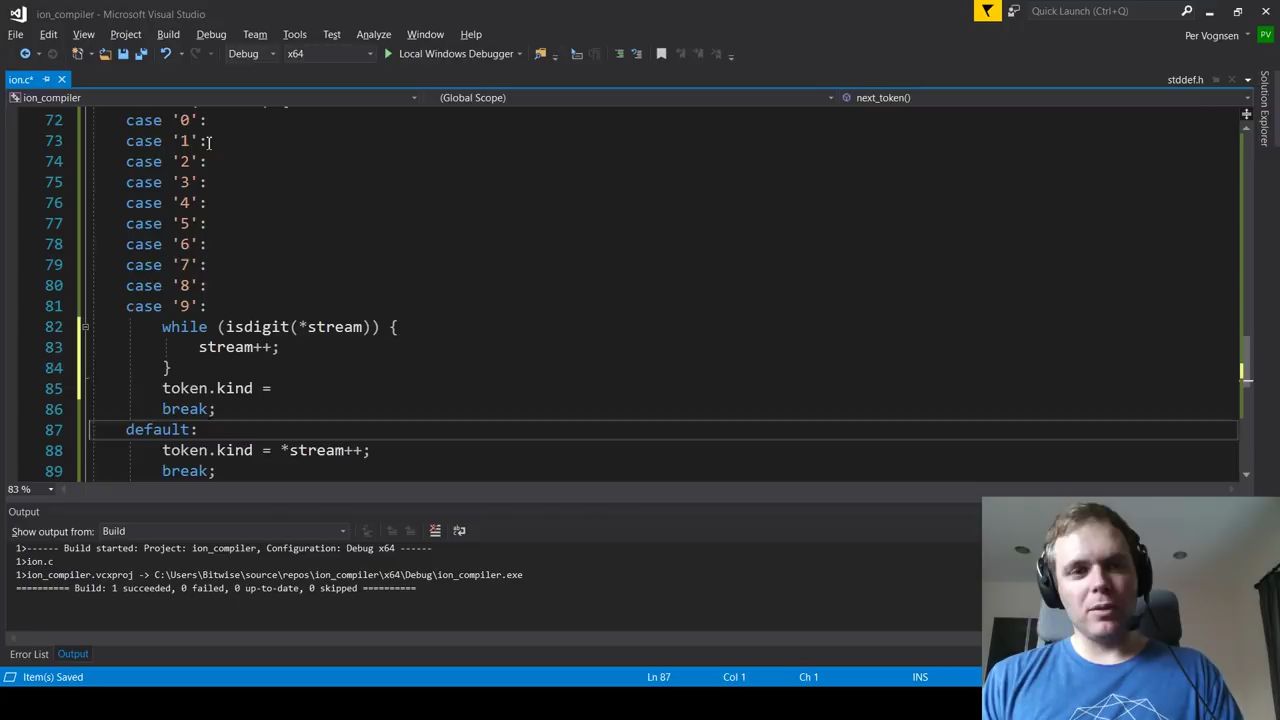 ion_compiler - Microsoft Visual Studio
Quick Launch (Ctrl+Q)
File Edit View Project Build Debug Team Tools Test Analyze Window Help
Per Vognsen
PV
Debug x64 Local Windows Debugger
ion.c*
stddef.h
ion_compiler (Global Scope) next_token()
72 case '0':
73 case '1':
74 case '2':
75 case '3':
76 case '4':
77 case '5':
78 case '6':
79 case '7':
80 case '8':
81 case '9':
82 while (isdigit(*stream)) {
83 stream++;
84 }
85 token.kind =
86 break;
87 default:
88 token.kind = *stream++;
89 break;
83 %
Solution Explorer
Output
Show output from: Build
1>------ Build started: Project: ion_compiler, Configuration: Debug x64 ------
1>ion.c
1>ion_compiler.vcxproj -> C:\Users\Bitwise\source\repos\ion_compiler\x64\Debug\ion_compiler.exe
========== Build: 1 succeeded, 0 failed, 0 up-to-date, 0 skipped ==========
Error List Output
Item(s) Saved Ln 87 Col 1 Ch 1 INS